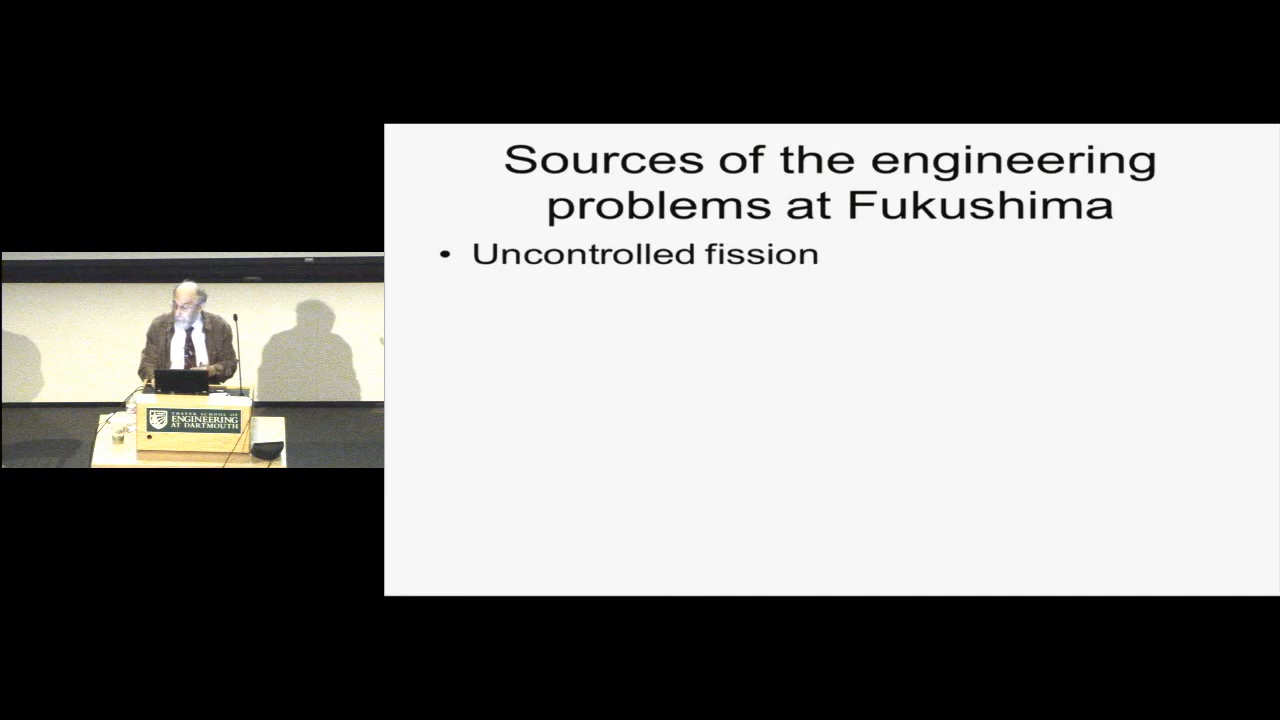 Sources of the engineering
problems at Fukushima
• Uncontrolled fission
THAYER SCHOOL OF
ENGINEERING
AT DARTMOUTH